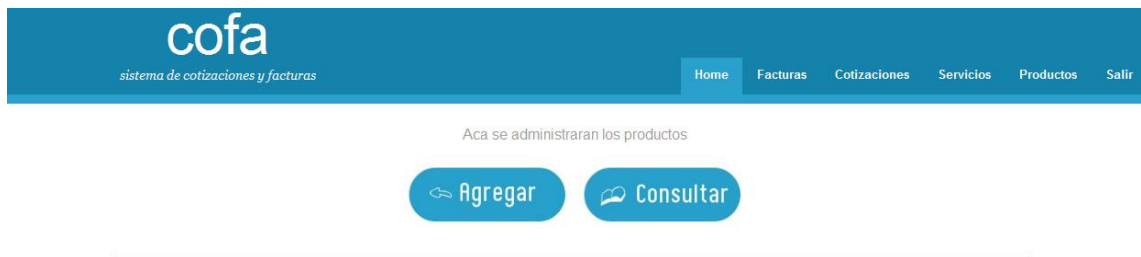 cofa
sistema de cotizaciones y facturas
Home Facturas Cotizaciones Servicios Productos Salir
Aca se administraran los productos
Agregar Consultar